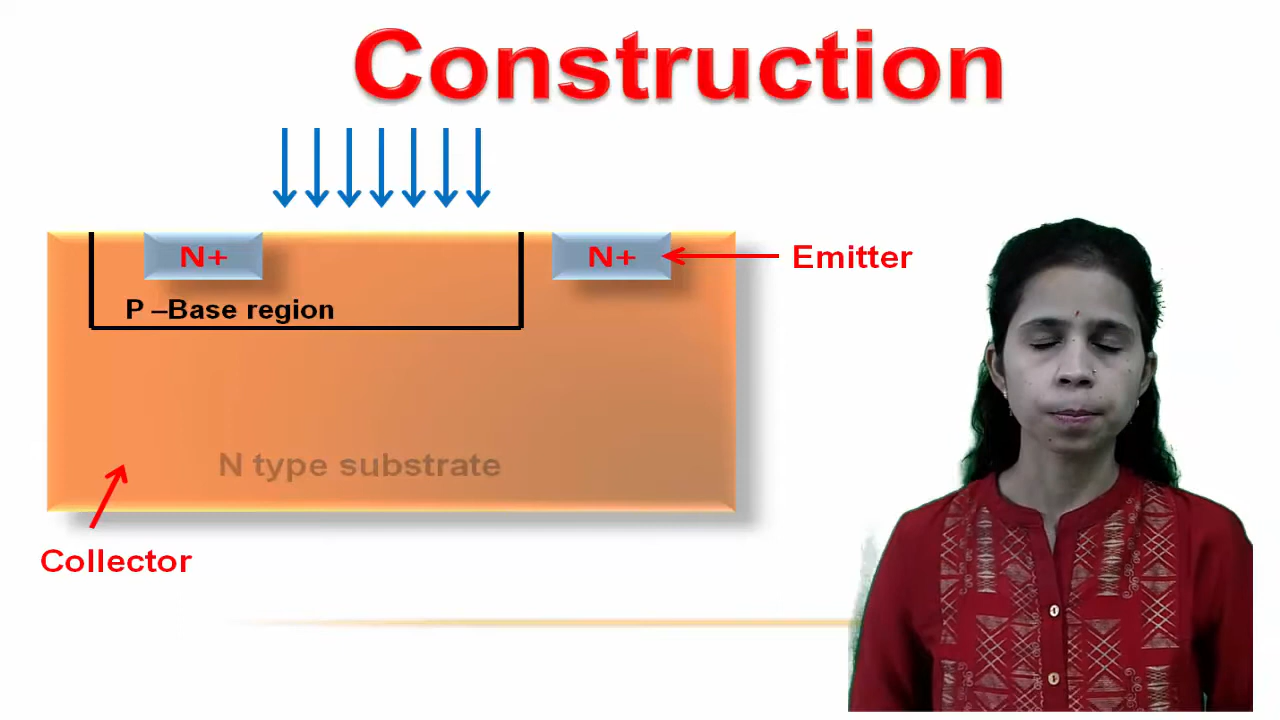 Construction
N+
N+
Emitter
P –Base region
N type substrate
Collector